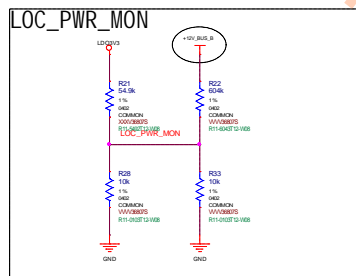 LOC_PWR_MON
LDO3V3
+12V_BUS_B
R21
54.9k
1%
0402
COMMON
R22
604k
1%
0402
COMMON
LOC_PWR_MON
R28
10k
1%
0402
COMMON
R33
10k
1%
0402
COMMON
GND
GND